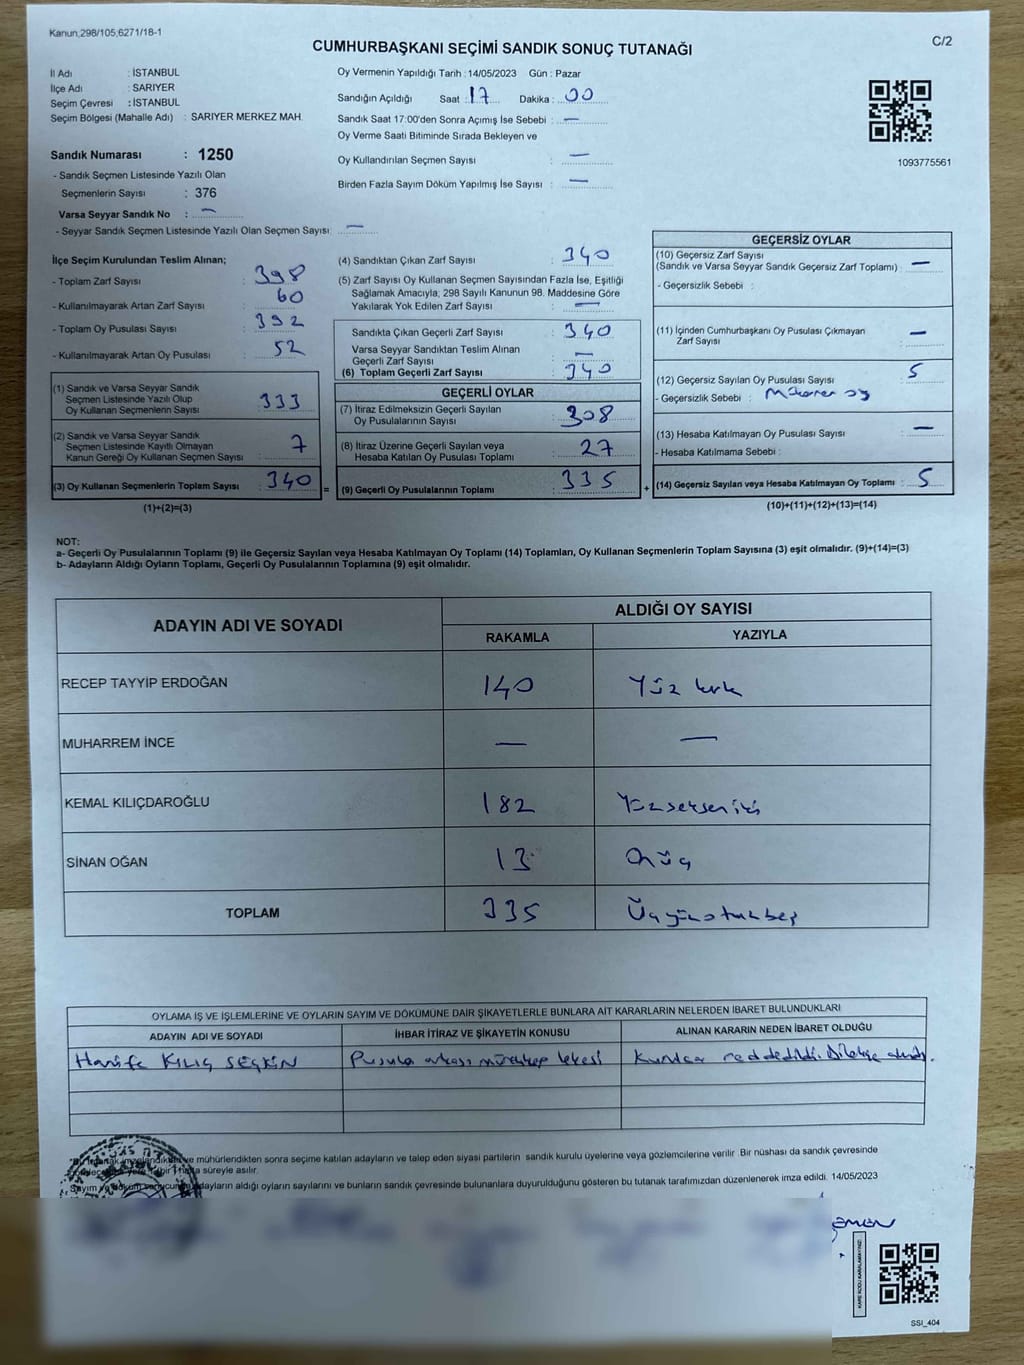 Kanun,298/105,6271/18-1
C/2
CUMHURBAŞKANI SEÇİMİ SANDIK SONUÇ TUTANAĞI
İl Adı : İSTANBUL
İlçe Adı : SARIYER
Seçim Çevresi : İSTANBUL
Seçim Bölgesi (Mahalle Adı) : SARIYER MERKEZ MAH.
Sandık Numarası : 1250
- Sandık Seçmen Listesinde Yazılı Olan
Seçmenlerin Sayısı : 376
Varsa Seyyar Sandık No : —
- Seyyar Sandık Seçmen Listesinde Yazılı Olan Seçmen Sayısı: —
Oy Vermenin Yapıldığı Tarih : 14/05/2023 Gün : Pazar
Sandığın Açıldığı Saat : 17 Dakika : 00
Sandık Saat 17:00'den Sonra Açımış İse Sebebi : —
Oy Verme Saati Bitiminde Sırada Bekleyen ve
Oy Kullandırılan Seçmen Sayısı : —
Birden Fazla Sayım Döküm Yapılmış İse Sayısı : —
1093775561
İlçe Seçim Kurulundan Teslim Alınan;
- Toplam Zarf Sayısı : 398
- Kullanılmayarak Artan Zarf Sayısı : 60
- Toplam Oy Pusulası Sayısı : 392
- Kullanılmayarak Artan Oy Pusulası : 52
(1) Sandık ve Varsa Seyyar Sandık
Seçmen Listesinde Yazılı Olup
Oy Kullanan Seçmenlerin Sayısı : 333
(2) Sandık ve Varsa Seyyar Sandık
Seçmen Listesinde Kayıtlı Olmayan
Kanun Gereği Oy Kullanan Seçmen Sayısı : 7
(3) Oy Kullanan Seçmenlerin Toplam Sayısı : 340
(1)+(2)=(3)
=
(4) Sandıktan Çıkan Zarf Sayısı : 340
(5) Zarf Sayısı Oy Kullanan Seçmen Sayısından Fazla İse, Eşitliği
Sağlamak Amacıyla, 298 Sayılı Kanunun 98. Maddesine Göre
Yakılarak Yok Edilen Zarf Sayısı : —
Sandıkta Çıkan Geçerli Zarf Sayısı : 340
Varsa Seyyar Sandıktan Teslim Alınan
Geçerli Zarf Sayısı : —
(6) Toplam Geçerli Zarf Sayısı : 340
GEÇERLİ OYLAR
(7) İtiraz Edilmeksizin Geçerli Sayılan
Oy Pusulalarının Sayısı : 308
(8) İtiraz Üzerine Geçerli Sayılan veya
Hesaba Katılan Oy Pusulası Toplamı : 27
(9) Geçerli Oy Pusulalarının Toplamı : 335
+
GEÇERSİZ OYLAR
(10) Geçersiz Zarf Sayısı
(Sandık ve Varsa Seyyar Sandık Geçersiz Zarf Toplamı) : —
- Geçersizlik Sebebi :
(11) İçinden Cumhurbaşkanı Oy Pusulası Çıkmayan
Zarf Sayısı : —
(12) Geçersiz Sayılan Oy Pusulası Sayısı : 5
- Geçersizlik Sebebi : oy
(13) Hesaba Katılmayan Oy Pusulası Sayısı : —
- Hesaba Katılmama Sebebi :
(14) Geçersiz Sayılan veya Hesaba Katılmayan Oy Toplamı : 5
(10)+(11)+(12)+(13)=(14)
NOT:
a- Geçerli Oy Pusulalarının Toplamı (9) ile Geçersiz Sayılan veya Hesaba Katılmayan Oy Toplamı (14) Toplamları, Oy Kullanan Seçmenlerin Toplam Sayısına (3) eşit olmalıdır. (9)+(14)=(3)
b- Adayların Aldığı Oyların Toplamı, Geçerli Oy Pusulalarının Toplamına (9) eşit olmalıdır.
ADAYIN ADI VE SOYADI
ALDIĞI OY SAYISI
RAKAMLA YAZIYLA
RECEP TAYYİP ERDOĞAN 140 Yüz kırk
MUHARREM İNCE — —
KEMAL KILIÇDAROĞLU 182 Yüzsekseniki
SİNAN OĞAN 13 Onüç
TOPLAM 335 Üçyüzotuzbeş
OYLAMA İŞ VE İŞLEMLERİNE VE OYLARIN SAYIM VE DÖKÜMÜNE DAİR ŞİKAYETLERLE BUNLARA AİT KARARLARIN NELERDEN İBARET BULUNDUKLARI
ADAYIN ADI VE SOYADI İHBAR İTİRAZ VE ŞİKAYETİN KONUSU ALINAN KARARIN NEDEN İBARET OLDUĞU
Hanife KILIÇ SEÇKİN Pusula arkası mürekkep lekesi Kurulca reddedildi. Dilekçe alındı.
mühürlendikten sonra seçime katılan adayların ve talep eden siyasi partilerin sandık kurulu üyelerine veya gözlemcilerine verilir. Bir nüshası da sandık çevresinde
süreyle asılır.
adayların aldığı oyların sayılarını ve bunların sandık çevresinde bulunanlara duyurulduğunu gösteren bu tutanak tarafımızdan düzenlenerek imza edildi. 14/05/2023
KARE KODU KARALAMAYINIZ!
SSI_404